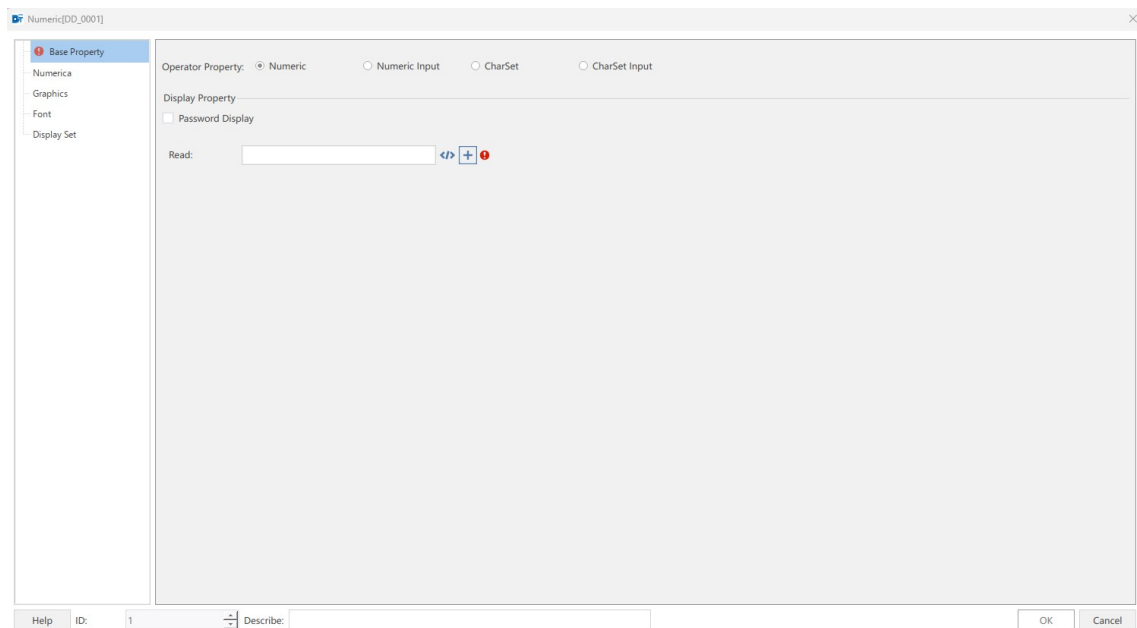 Numeric[DD_0001]
Base Property
Numerica
Graphics
Font
Display Set
Operator Property: Numeric Numeric Input CharSet CharSet Input
Display Property
Password Display
Read:
Help ID: 1 Describe: OK Cancel